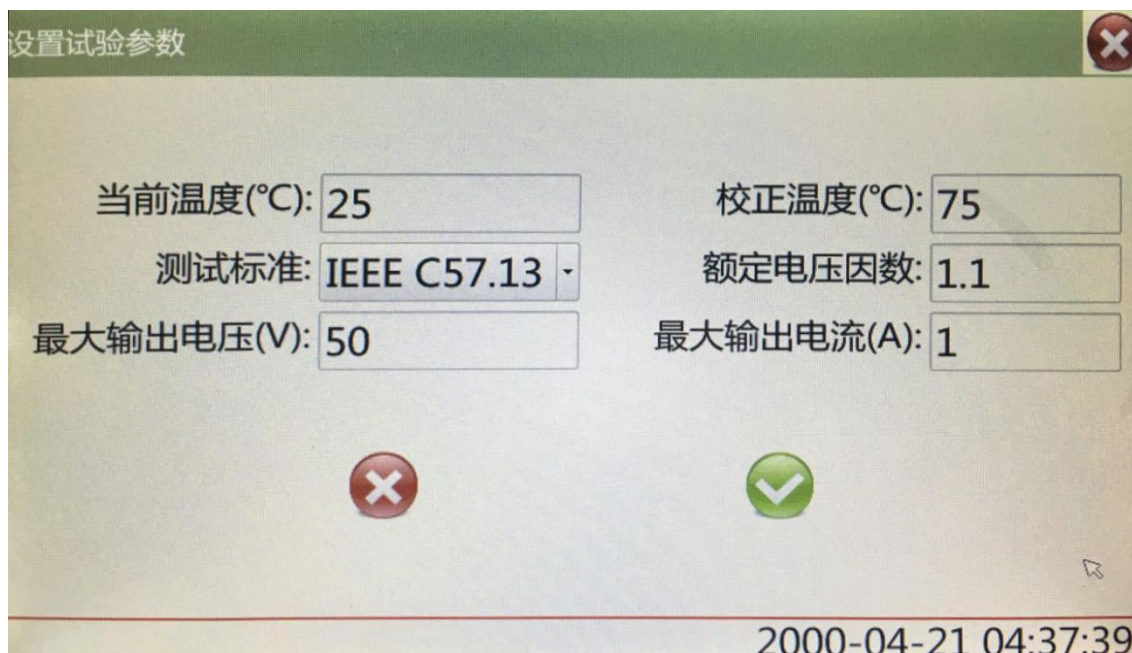 设置试验参数
当前温度(℃): 25 校正温度(℃): 75
测试标准: IEEE C57.13 额定电压因数: 1.1
最大输出电压(V): 50 最大输出电流(A): 1
2000-04-21 04:37:39